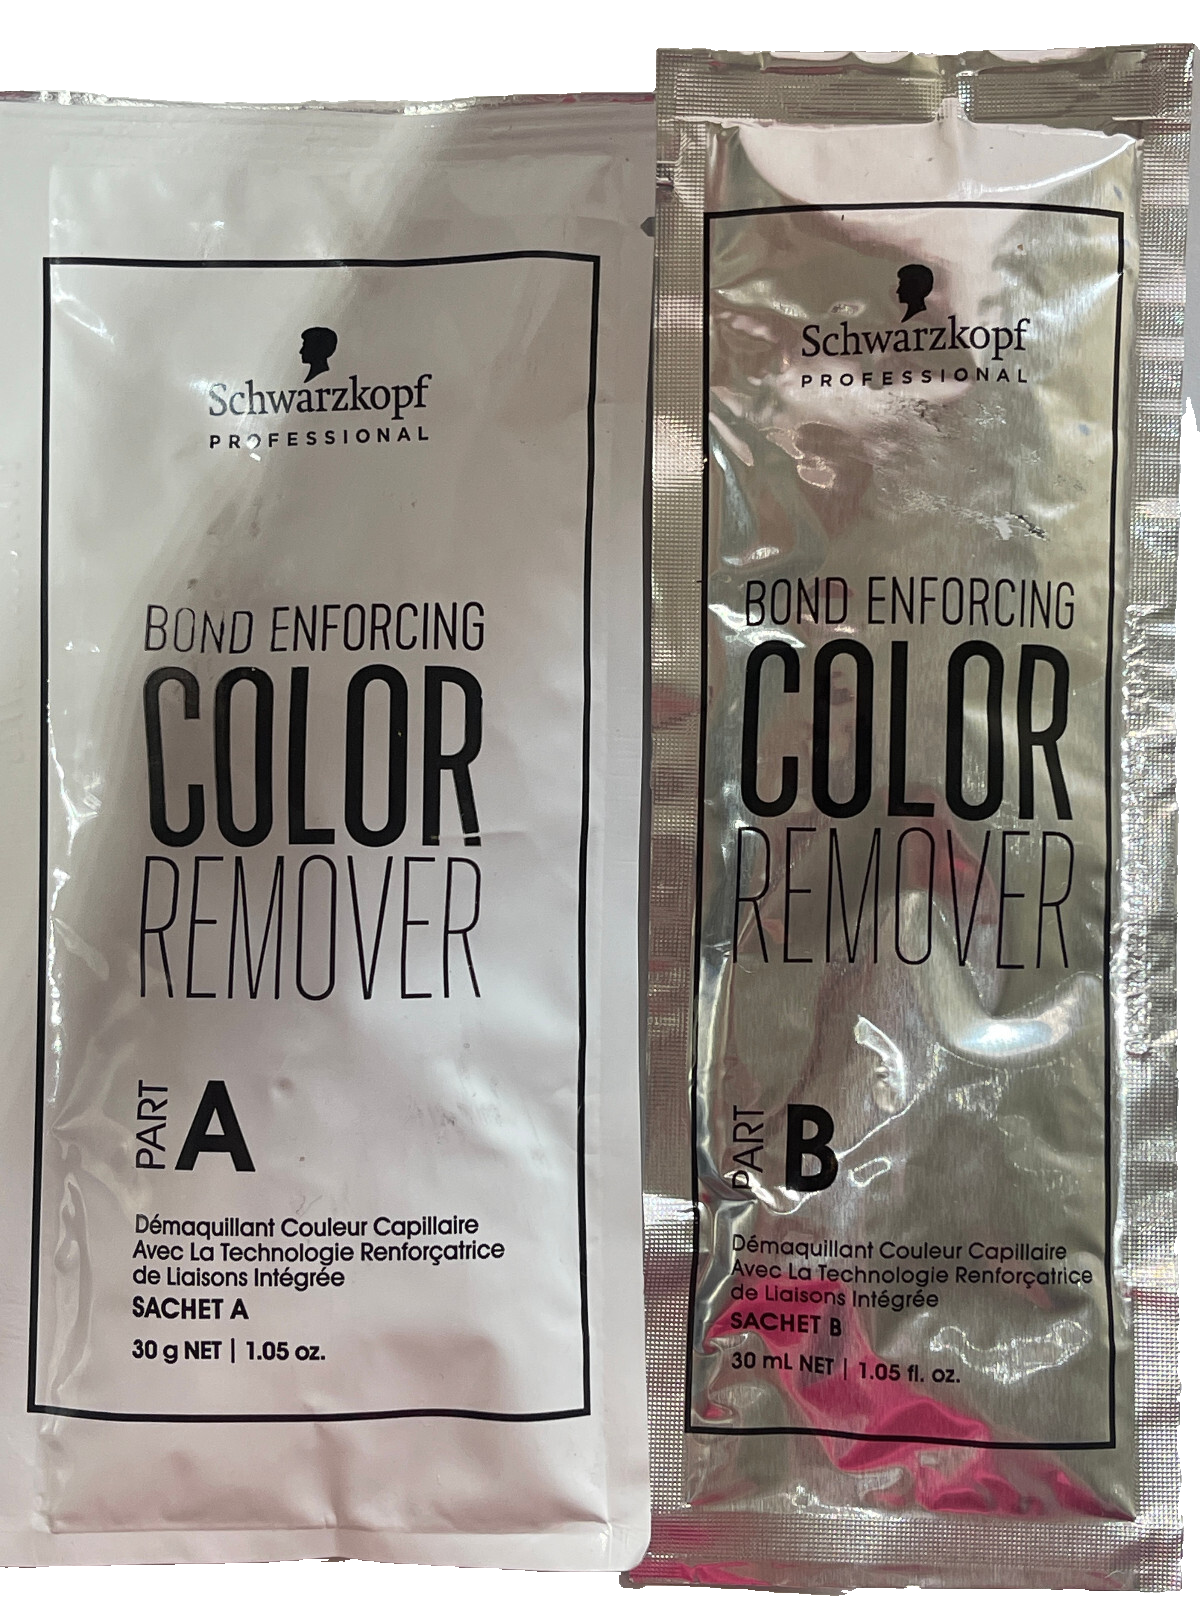 Schwarzkopf
PROFESSIONAL
BOND ENFORCING
COLOR
REMOVER
PART A
Démaquillant Couleur Capillaire
Avec La Technologie Renforçatrice
de Liaisons Intégrée
SACHET A
30 g NET | 1.05 oz.
Schwarzkopf
PROFESSIONAL
BOND ENFORCING
COLOR
REMOVER
PART B
Démaquillant Couleur Capillaire
Avec La Technologie Renforçatrice
de Liaisons Intégrée
SACHET B
30 mL NET | 1.05 fl. oz.